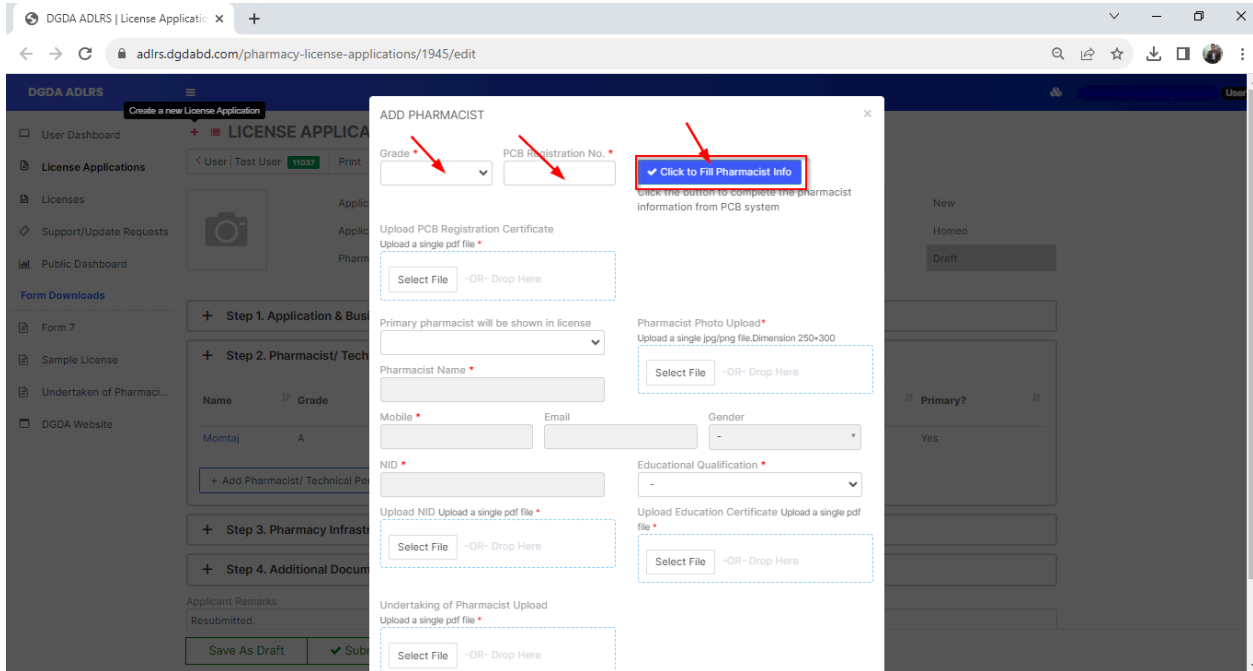 DGDA ADLRS | License Applicatio
adlrs.dgdabd.com/pharmacy-license-applications/1945/edit
DGDA ADLRS
User
Create a new License Application
User Dashboard
License Applications
Licenses
Support/Update Requests
Public Dashboard
Form Downloads
Form 7
Sample License
Undertaken of Pharmaci...
DGDA Website
LICENSE APPLICA
User Test User 11037 Print
Applic
New
Applic
Homeo
Pharm
Draft
+ Step 1. Application & Busi
+ Step 2. Pharmacist/ Tech
Name Grade Primary?
Momtaj A Yes
+ Add Pharmacist/ Technical Pe
+ Step 3. Pharmacy Infrastr
+ Step 4. Additional Docum
Applicant Remarks
Resubmitted.
Save As Draft
Sub
ADD PHARMACIST
Grade * PCB Registration No. *
Click to Fill Pharmacist Info
Click the button to complete the pharmacist
information from PCB system
Upload PCB Registration Certificate
Upload a single pdf file *
Select File -OR- Drop Here
Primary pharmacist will be shown in license
Pharmacist Photo Upload*
Upload a single jpg/png file.Dimension 250*300
Select File -OR- Drop Here
Pharmacist Name *
Mobile * Email Gender
-
NID * Educational Qualification *
-
Upload NID Upload a single pdf file *
Select File -OR- Drop Here
Upload Education Certificate Upload a single pdf
file *
Select File -OR- Drop Here
Undertaking of Pharmacist Upload
Upload a single pdf file *
Select File -OR- Drop Here